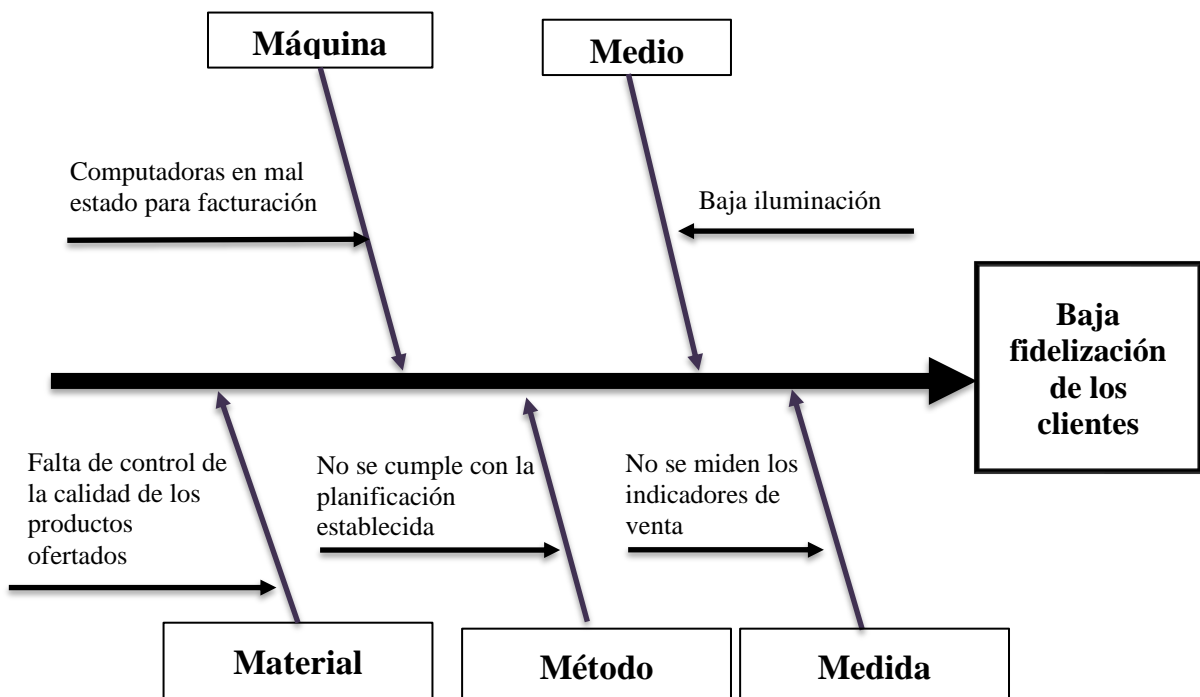 Máquina
Medio
Computadoras en mal
estado para facturación
Baja iluminación
Baja
fidelización
de los
clientes
Falta de control de
la calidad de los
productos
ofertados
No se cumple con la
planificación
establecida
No se miden los
indicadores de
venta
Material
Método
Medida